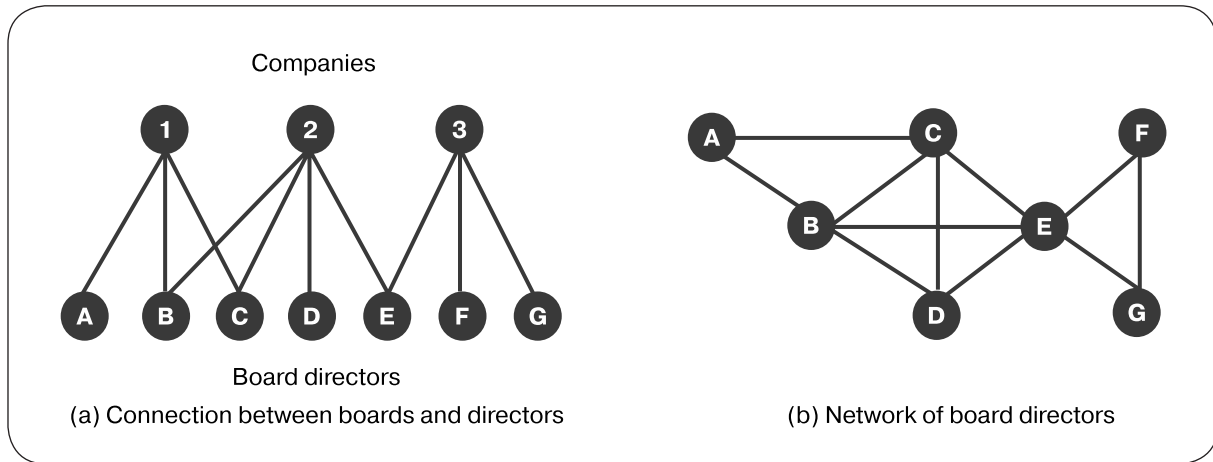 Companies
1 2 3
A B C D E F G
Board directors
(a) Connection between boards and directors
A C F
B E
D G
(b) Network of board directors